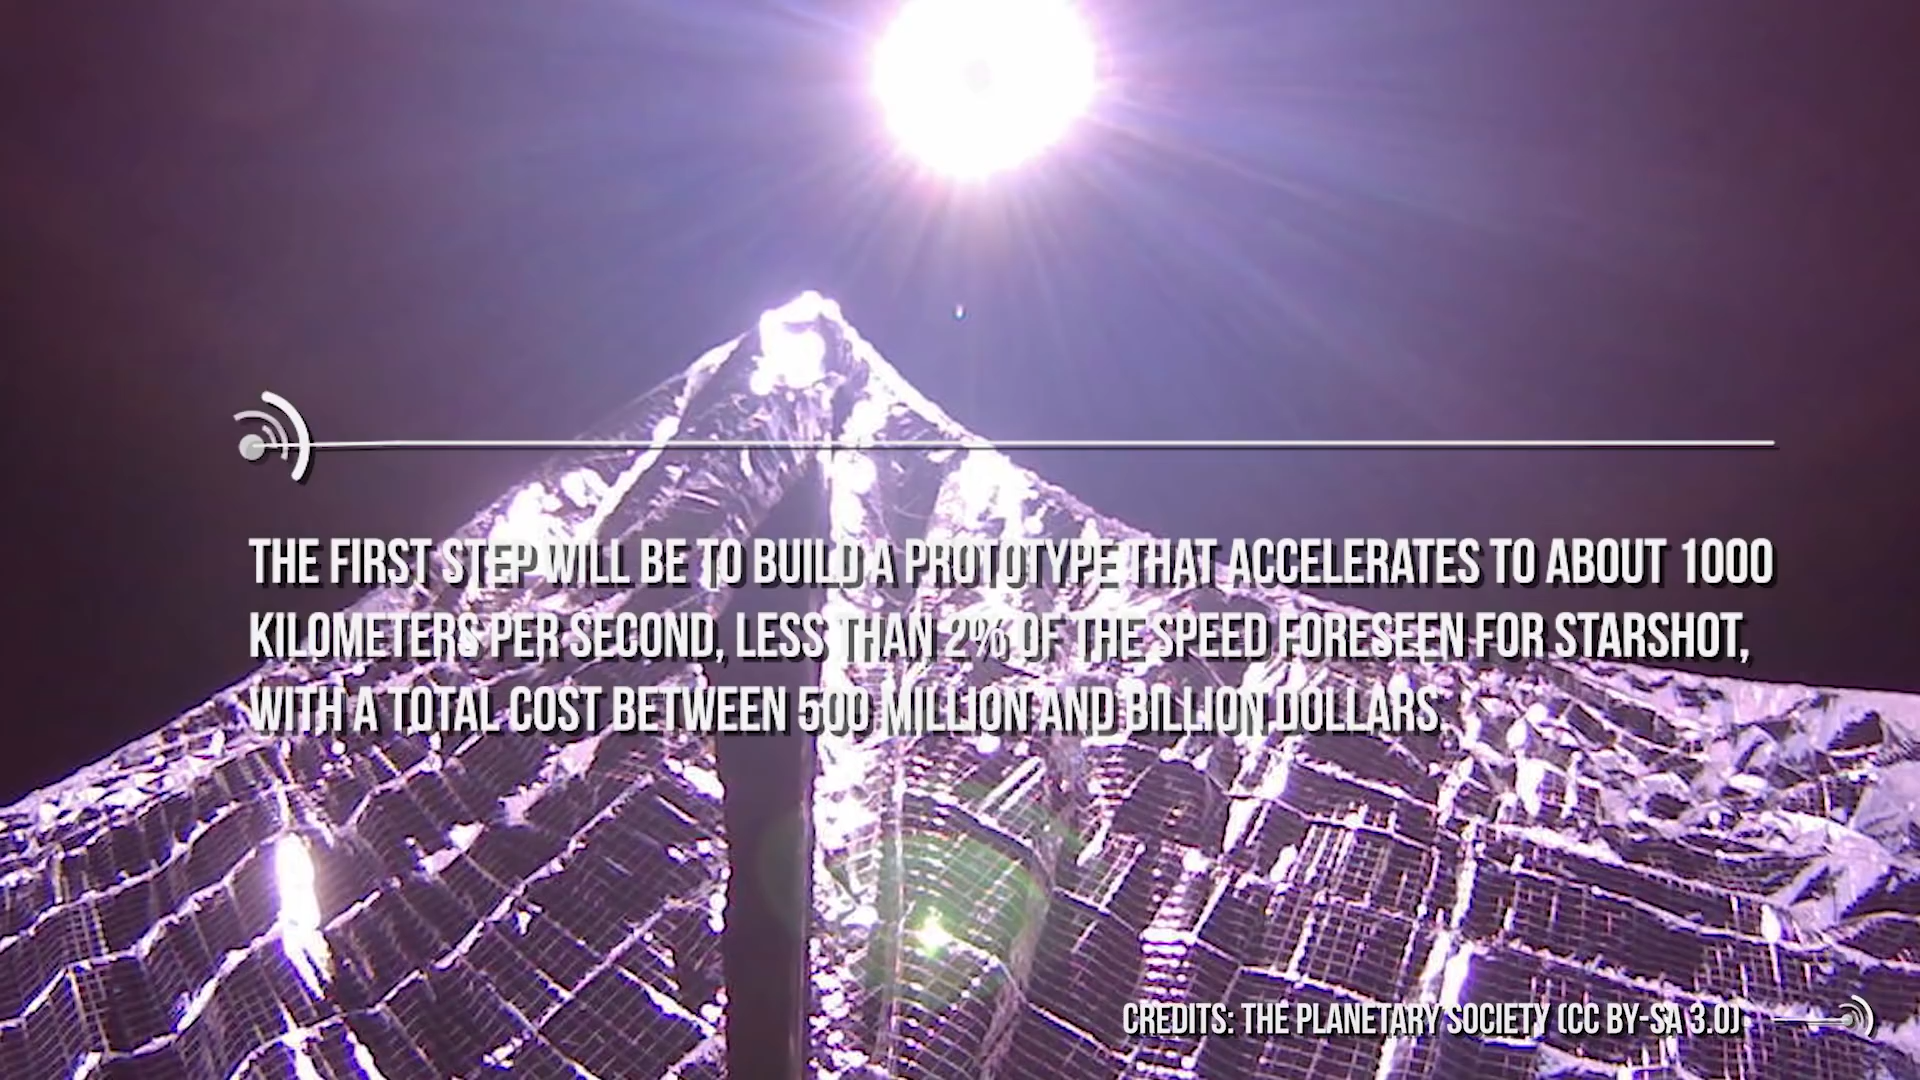 THE FIRST STEP WILL BE TO BUILD A PROTOTYPE THAT ACCELERATES TO ABOUT 1000
KILOMETERS PER SECOND, LESS THAN 2% OF THE SPEED FORESEEN FOR STARSHOT,
WITH A TOTAL COST BETWEEN 500 MILLION AND BILLION DOLLARS.
CREDITS: THE PLANETARY SOCIETY (CC BY-SA 3.0)